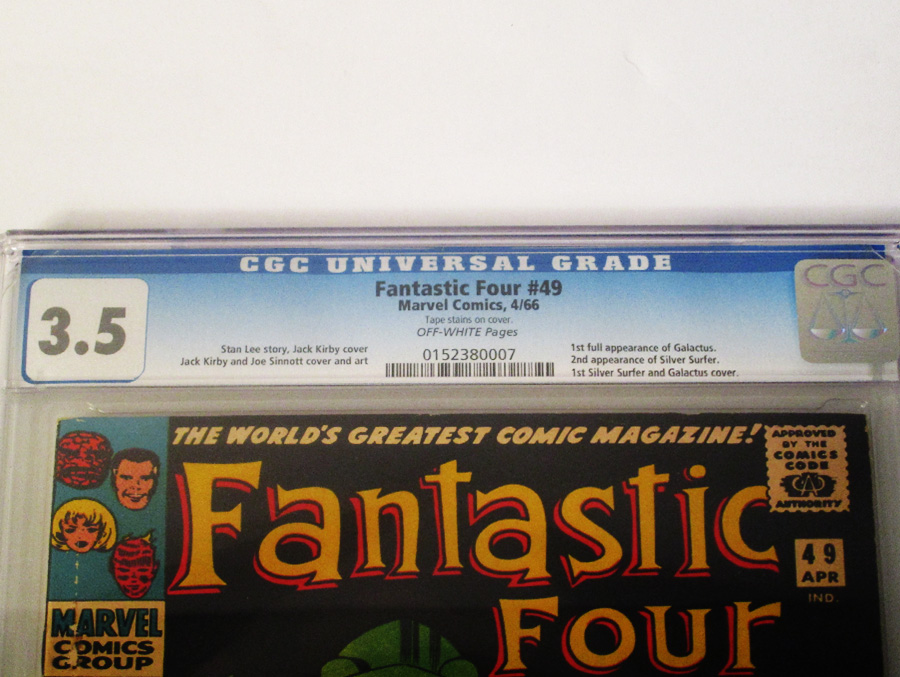 CGC UNIVERSAL GRADE
3.5
Fantastic Four #49
Marvel Comics, 4/66
Tape stains on cover.
OFF-WHITE Pages
Stan Lee story, Jack Kirby cover
Jack Kirby and Joe Sinnott cover and art
0152380007
1st full appearance of Galactus.
2nd appearance of Silver Surfer.
1st Silver Surfer and Galactus cover.
CGC
THE WORLD'S GREATEST COMIC MAGAZINE!
APPROVED
BY THE
COMICS
CODE
CA
AUTHORITY
Fantastic
Four
49
APR
IND.
MARVEL
COMICS
GROUP